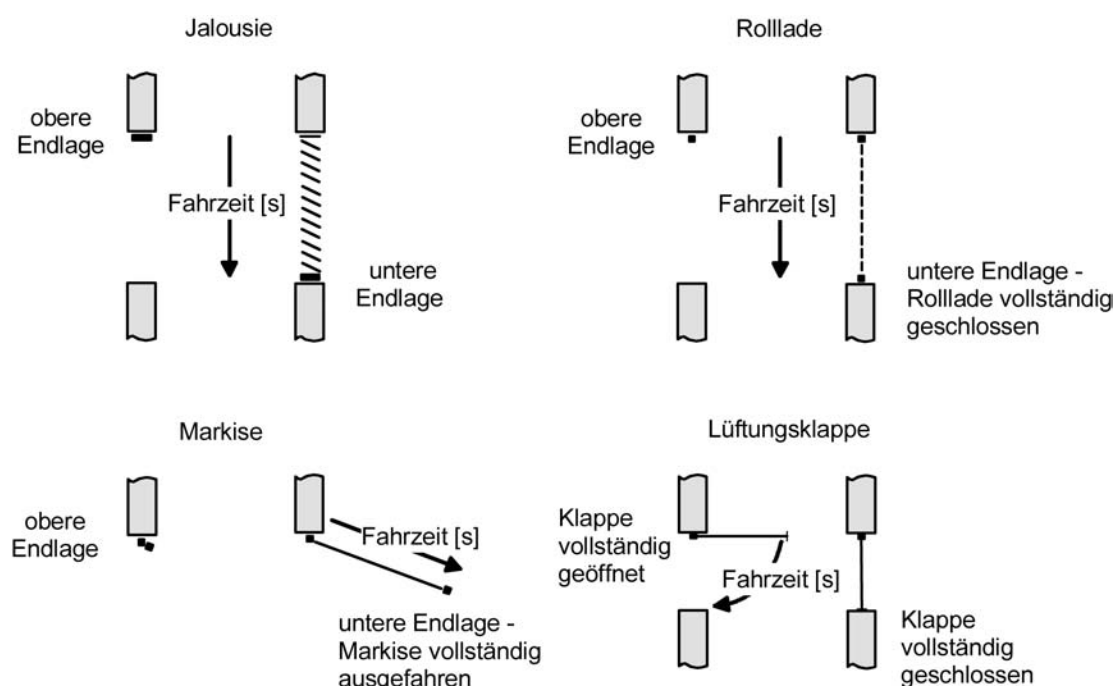 Jalousie
obere
Endlage
Fahrzeit [s]
untere
Endlage
Rolllade
obere
Endlage
Fahrzeit [s]
untere Endlage -
Rolllade vollständig
geschlossen
Markise
obere
Endlage
Fahrzeit [s]
untere Endlage -
Markise vollständig
ausgefahren
Lüftungsklappe
Klappe
vollständig
geöffnet
Fahrzeit [s]
Klappe
vollständig
geschlossen